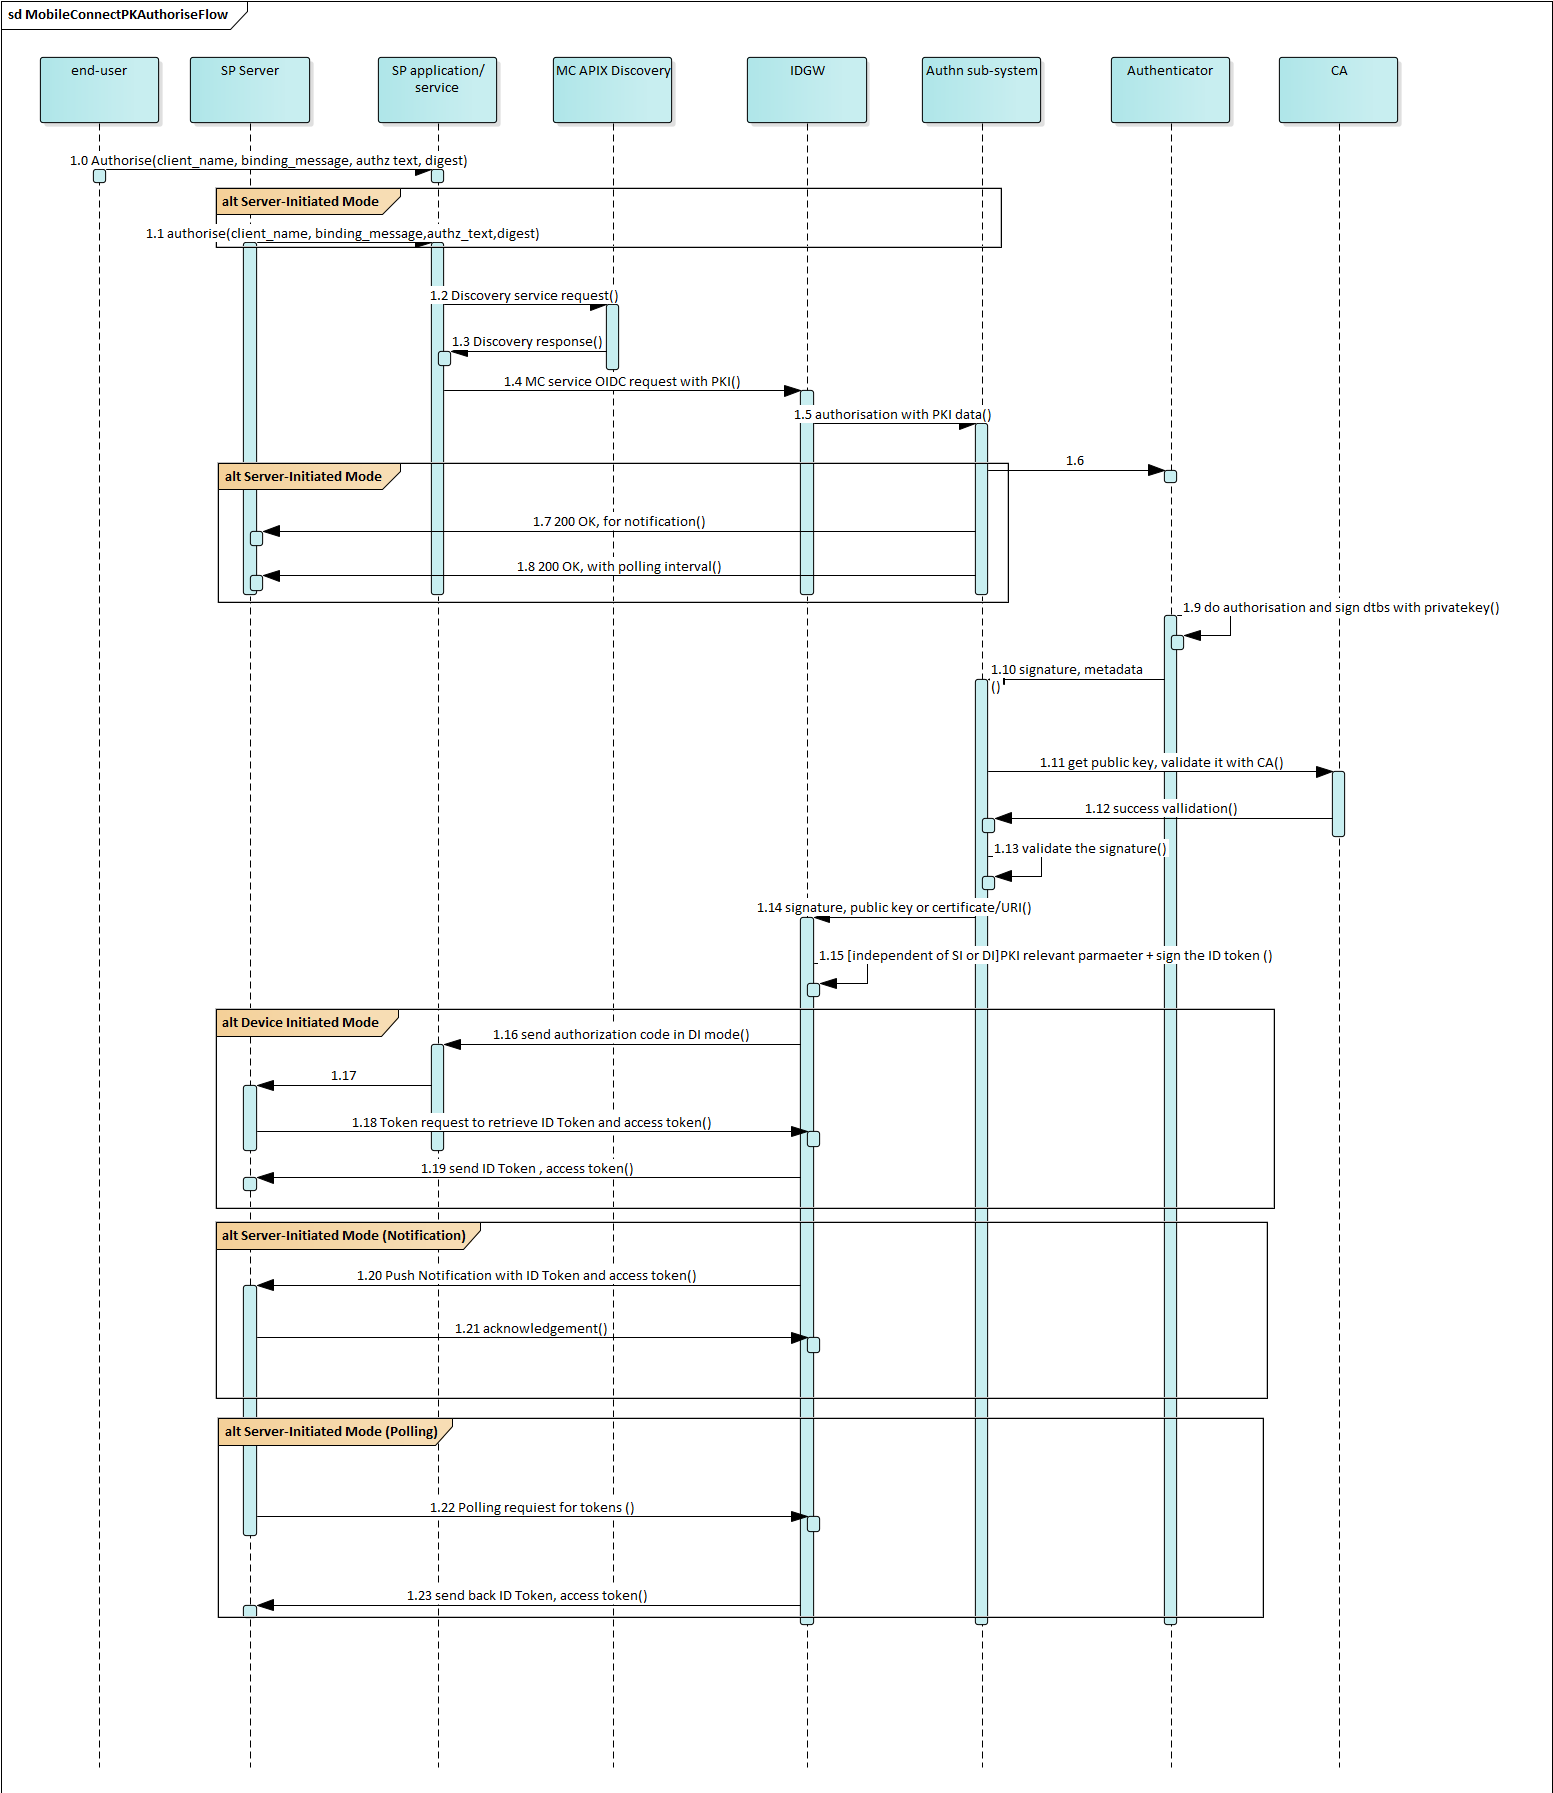 sd MobileConnectPKAuthoriseFlow
end-user
SP Server
SP application/
service
MC APIX Discovery
IDGW
Authn sub-system
Authenticator
CA
1.0 Authorise(client_name, binding_message, authz text, digest)
alt Server-Initiated Mode
1.1 authorise(client_name, binding_message,authz_text,digest)
1.2 Discovery service request()
1.3 Discovery response()
1.4 MC service OIDC request with PKI()
1.5 authorisation with PKI data()
1.6
alt Server-Initiated Mode
1.7 200 OK, for notification()
1.8 200 OK, with polling interval()
1.9 do authorisation and sign dtbs with privatekey()
1.10 signature, metadata
()
1.11 get public key, validate it with CA()
1.12 success vallidation()
1.13 validate the signature()
1.14 signature, public key or certificate/URI()
1.15 [independent of SI or DI]PKI relevant parmaeter + sign the ID token ()
alt Device Initiated Mode
1.16 send authorization code in DI mode()
1.17
1.18 Token request to retrieve ID Token and access token()
1.19 send ID Token , access token()
alt Server-Initiated Mode (Notification)
1.20 Push Notification with ID Token and access token()
1.21 acknowledgement()
alt Server-Initiated Mode (Polling)
1.22 Polling requiest for tokens ()
1.23 send back ID Token, access token()